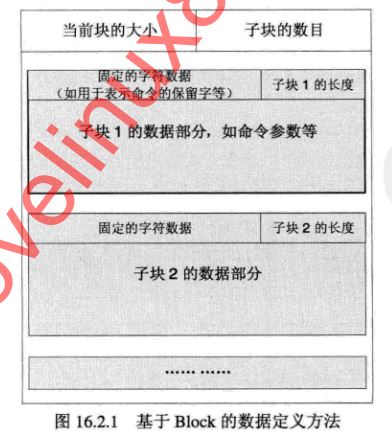 当前块的大小 子块的数目
固定的字符数据 子块 1 的长度
（如用于表示命令的保留字等）
子块 1 的数据部分，如命令参数等
固定的字符数据 子块 2 的长度
子块 2 的数据部分
…… ……
图 16.2.1 基于 Block 的数据定义方法
ovelinux